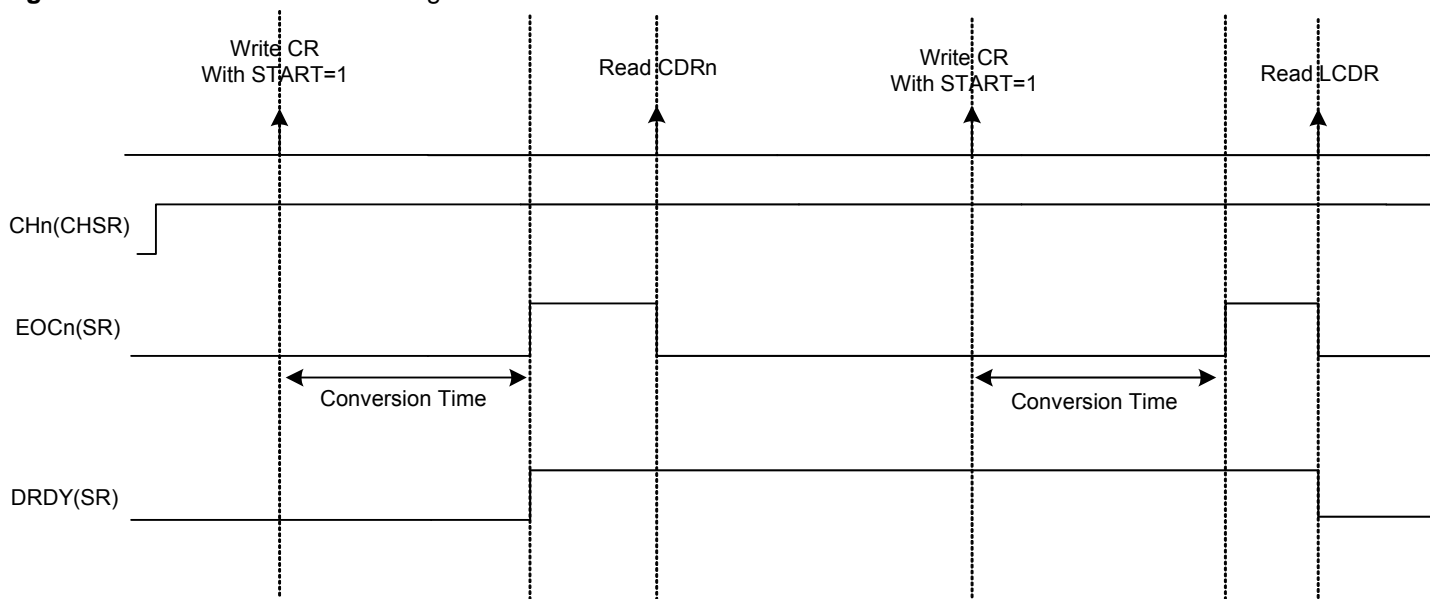 Write CR
With START=1
Read CDRn
Write CR
With START=1
Read LCDR
CHn(CHSR)
EOCn(SR)
Conversion Time
Conversion Time
DRDY(SR)